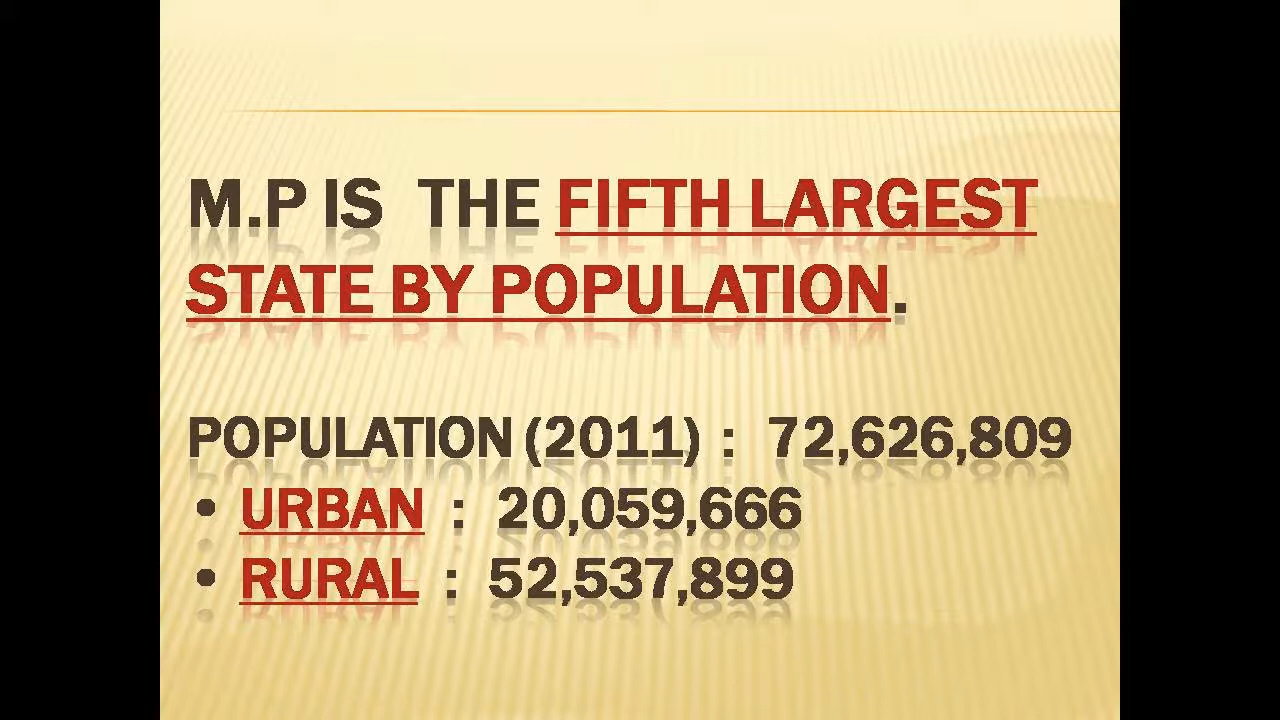 M.P IS THE FIFTH LARGEST
STATE BY POPULATION.
POPULATION (2011) : 72,626,809
• URBAN : 20,059,666
• RURAL : 52,537,899